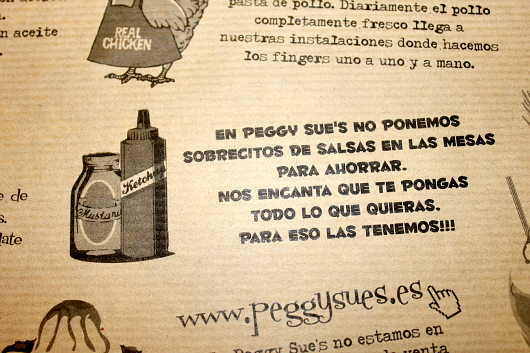 pasta de pollo. Diariamente el pollo
completamente fresco llega a
nuestras instalaciones donde hacemos
los fingers uno a uno y a mano.
n aceite
REAL
CHICKEN
EN PEGGY SUE'S NO PONEMOS
SOBRECITOS DE SALSAS EN LAS MESAS
PARA AHORRAR.
NOS ENCANTA QUE TE PONGAS
TODO LO QUE QUIERAS.
PARA ESO LAS TENEMOS!!!
Ketchup
Mustard
e de
s.
ate
www.peggysues.es
Peggy Sue's no estamos en
venta